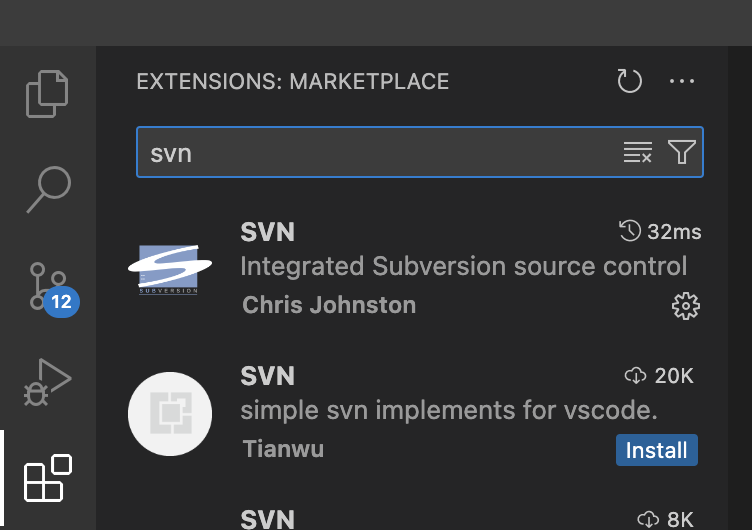 EXTENSIONS: MARKETPLACE
svn
SVN 32ms
Integrated Subversion source control
SUBVERSION
Chris Johnston
12
SVN 20K
simple svn implements for vscode.
Tianwu Install
SVN 8K